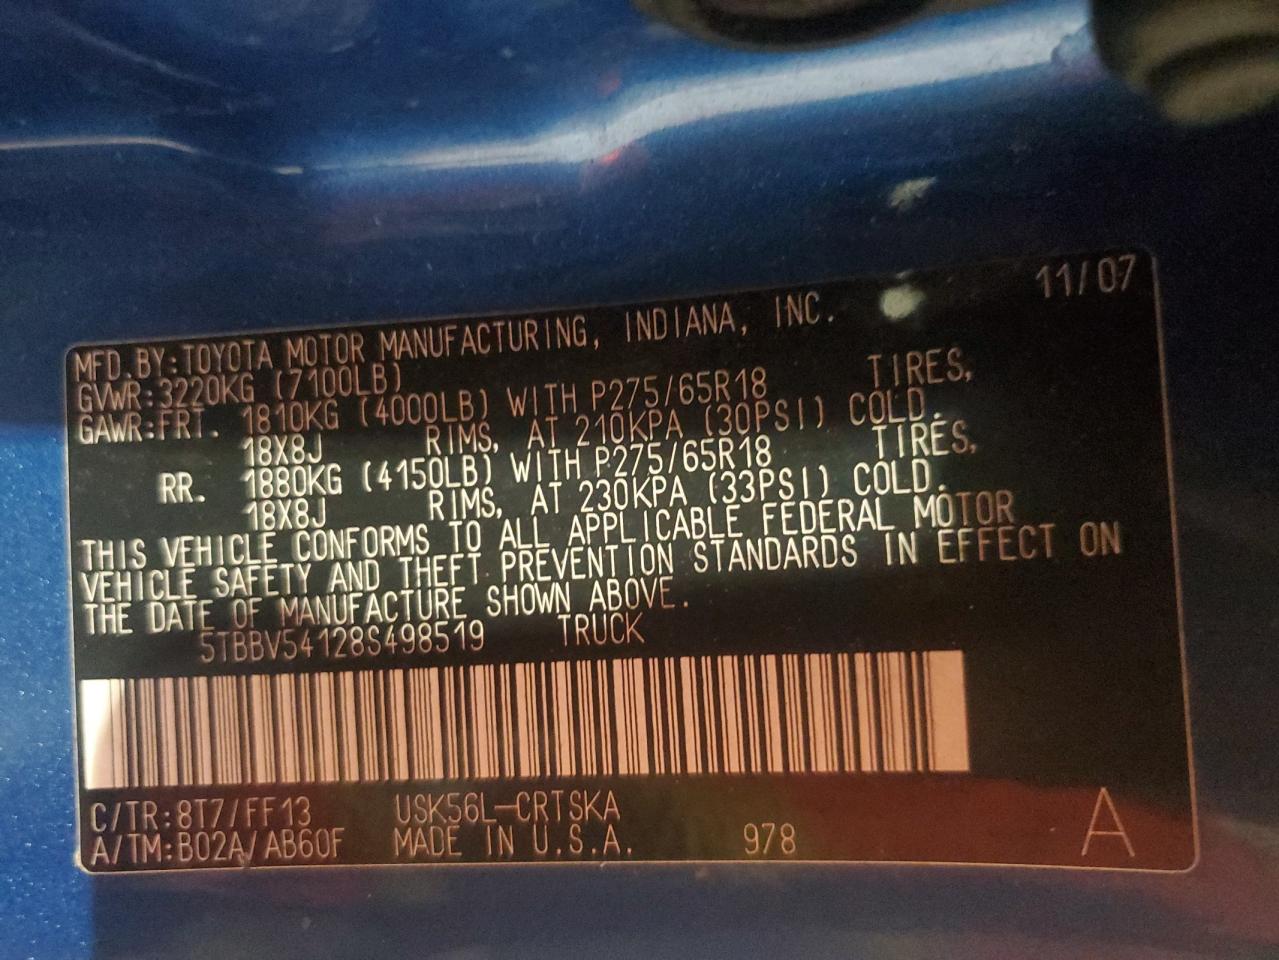 11/07
MFD.BY:TOYOTA MOTOR MANUFACTURING, INDIANA, INC.
GVWR:3220KG (7100LB)
GAWR:FRT. 1810KG (4000LB) WITH P275/65R18 TIRES,
18X8J RIMS, AT 210KPA (30PSI) COLD.
RR. 1880KG (4150LB) WITH P275/65R18 TIRES,
18X8J RIMS, AT 230KPA (33PSI) COLD.
THIS VEHICLE CONFORMS TO ALL APPLICABLE FEDERAL MOTOR
VEHICLE SAFETY AND THEFT PREVENTION STANDARDS IN EFFECT ON
THE DATE OF MANUFACTURE SHOWN ABOVE.
5TBBV54128S498519 TRUCK
C/TR:8T7/FF13 USK56L-CRTSKA
A/TM:B02A/AB60F MADE IN U.S.A. 978 A